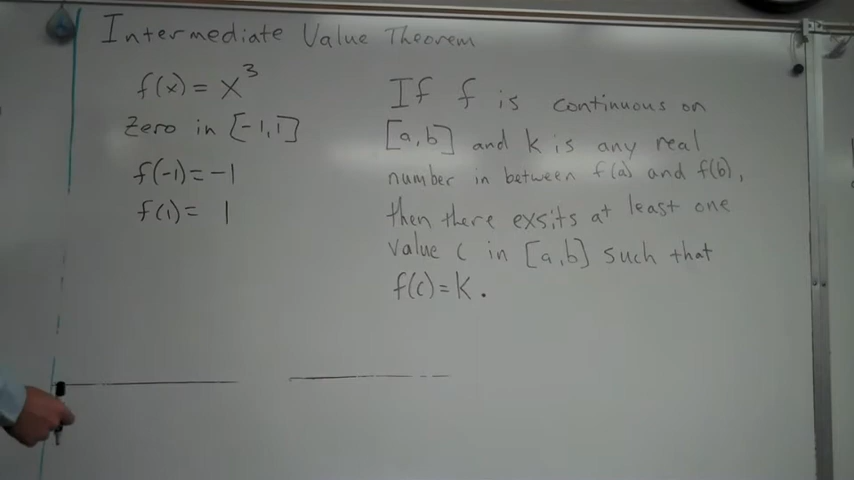 Intermediate Value Theorem
f(x) = x³
Zero in [-1,1]
f(-1) = -1
f(1) = 1
If f is continuous on
[a,b] and k is any real
number in between f(a) and f(b),
then there exsits at least one
value c in [a,b] such that
f(c) = k.